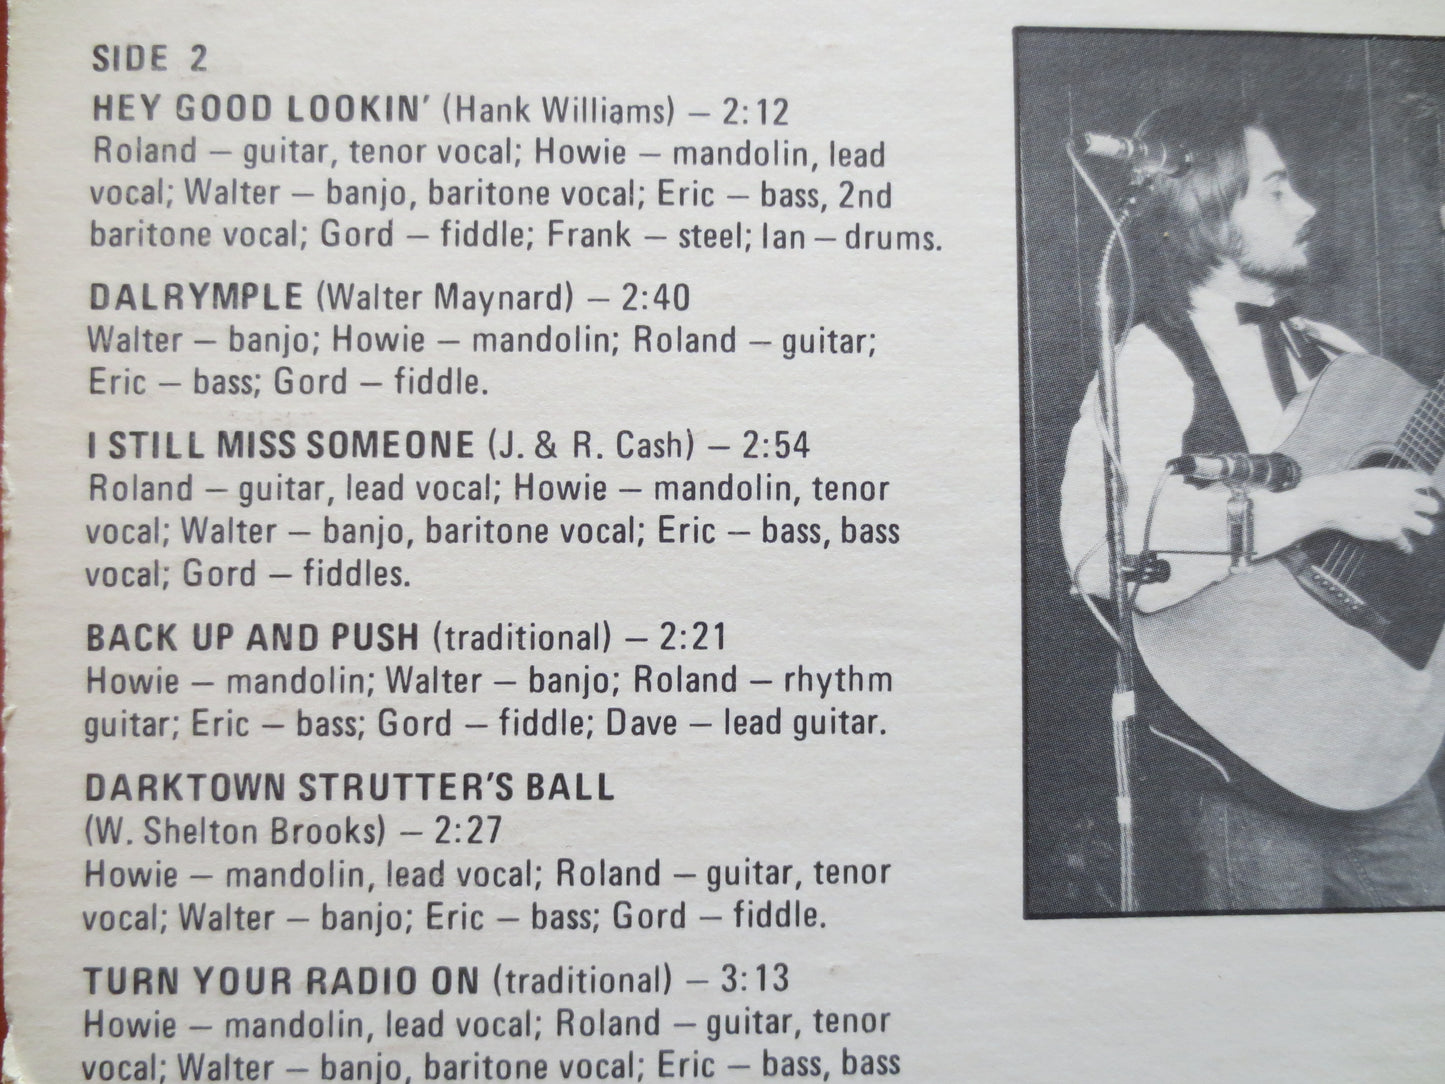 SIDE 2
HEY GOOD LOOKIN' (Hank Williams) – 2:12
Roland – guitar, tenor vocal; Howie – mandolin, lead
vocal; Walter – banjo, baritone vocal; Eric – bass, 2nd
baritone vocal; Gord – fiddle; Frank – steel; Ian – drums.
DALRYMPLE (Walter Maynard) – 2:40
Walter – banjo; Howie – mandolin; Roland – guitar;
Eric – bass; Gord – fiddle.
I STILL MISS SOMEONE (J. & R. Cash) – 2:54
Roland – guitar, lead vocal; Howie – mandolin, tenor
vocal; Walter – banjo, baritone vocal; Eric – bass, bass
vocal; Gord – fiddles.
BACK UP AND PUSH (traditional) – 2:21
Howie – mandolin; Walter – banjo; Roland – rhythm
guitar; Eric – bass; Gord – fiddle; Dave – lead guitar.
DARKTOWN STRUTTER'S BALL
(W. Shelton Brooks) – 2:27
Howie – mandolin, lead vocal; Roland – guitar, tenor
vocal; Walter – banjo; Eric – bass; Gord – fiddle.
TURN YOUR RADIO ON (traditional) – 3:13
Howie – mandolin, lead vocal; Roland – guitar, tenor
vocal; Walter – banjo, baritone vocal; Eric – bass, bass